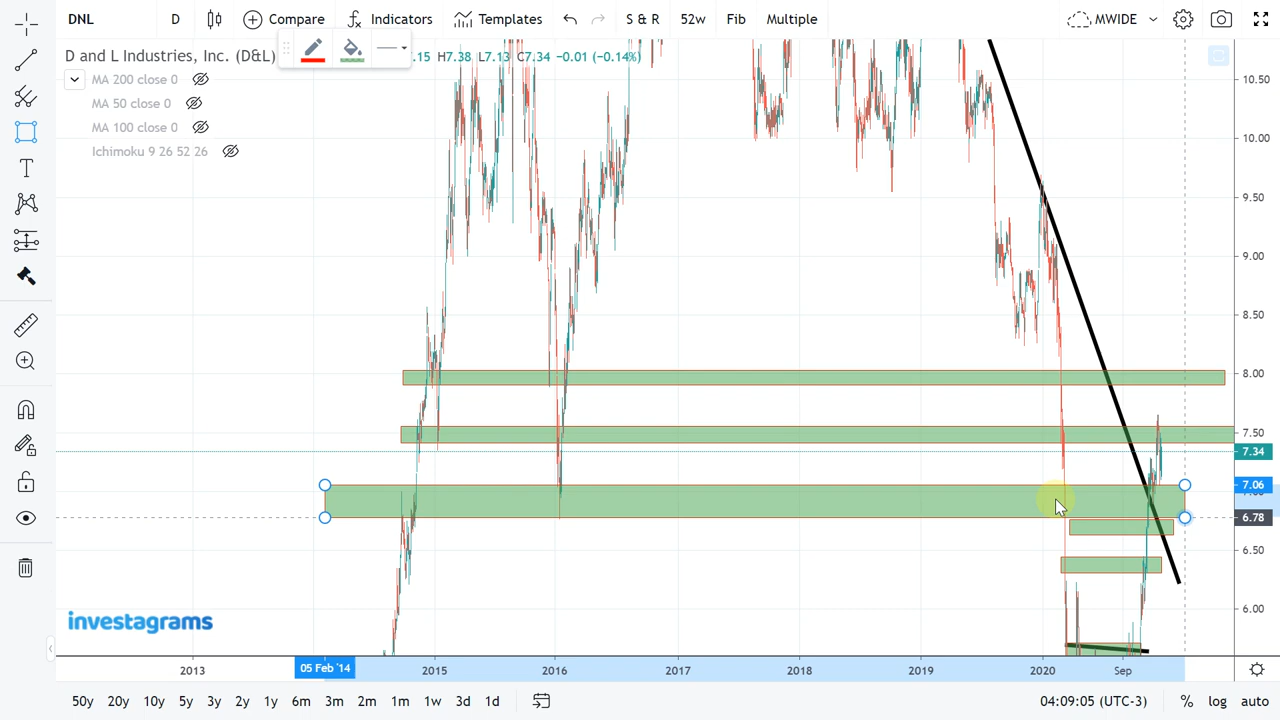 DNL D Compare Indicators Templates S & R 52w Fib Multiple MWIDE
D and L Industries, Inc. (D&L) 7.15 H7.38 L7.13 C7.34 −0.01 (−0.14%)
MA 200 close 0
MA 50 close 0
MA 100 close 0
Ichimoku 9 26 52 26
10.50
10.00
9.50
9.00
8.50
8.00
7.50
7.34
7.06
6.78
6.50
6.00
investagrams
2013 05 Feb '14 2015 2016 2017 2018 2019 2020 Sep
50y 20y 10y 5y 3y 2y 1y 6m 3m 2m 1m 1w 3d 1d 04:09:05 (UTC-3) % log auto